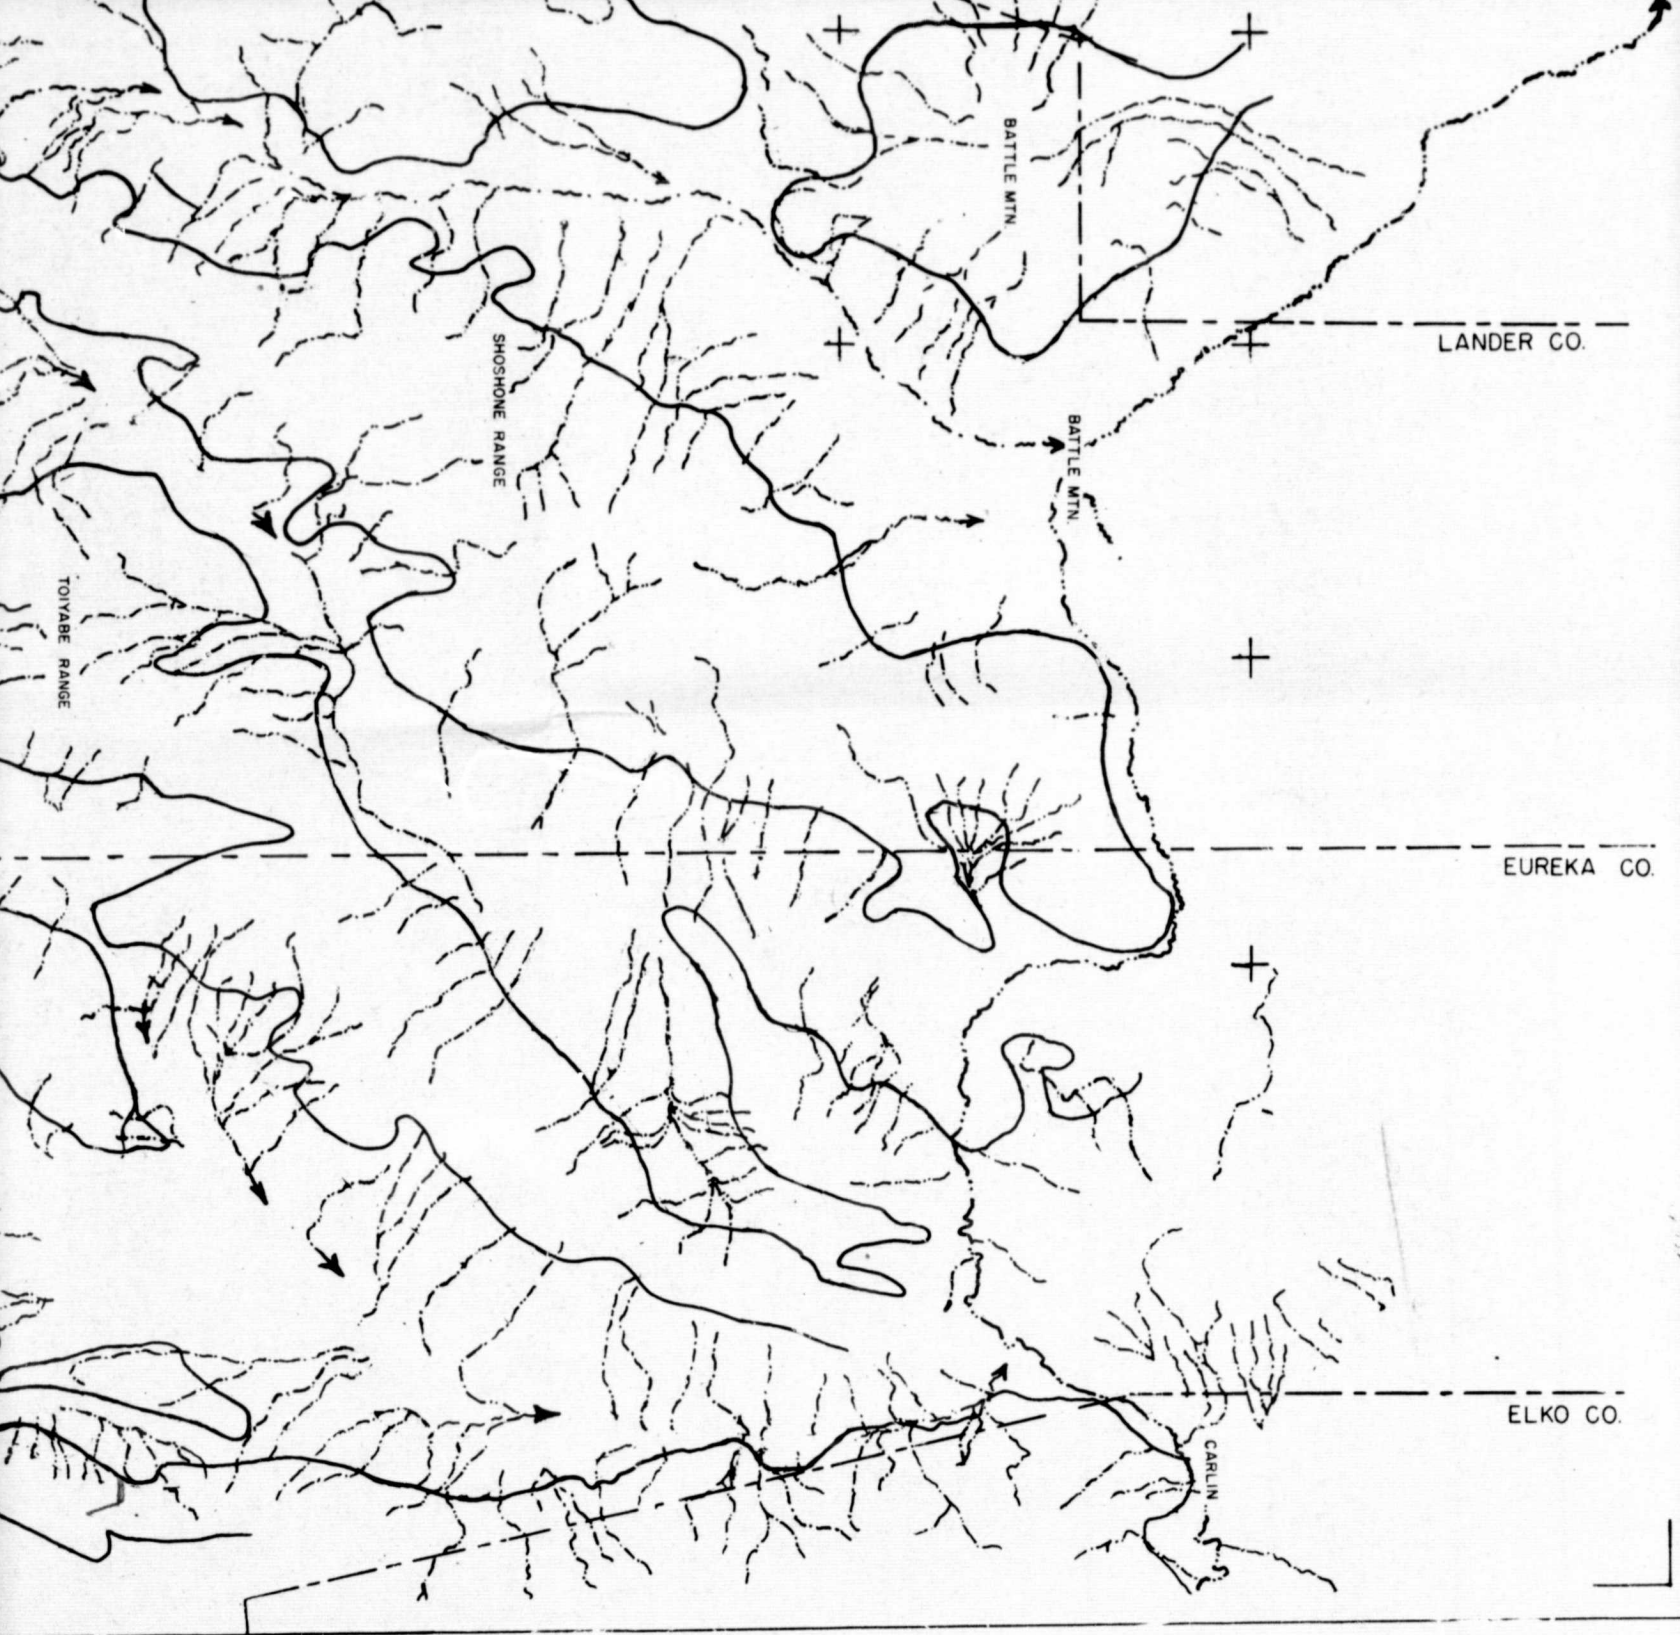 BATTLE MTN
LANDER CO.
SHOSHONE RANGE
BATTLE MTN.
TOIYABE RANGE
EUREKA CO.
ELKO CO.
CARLIN